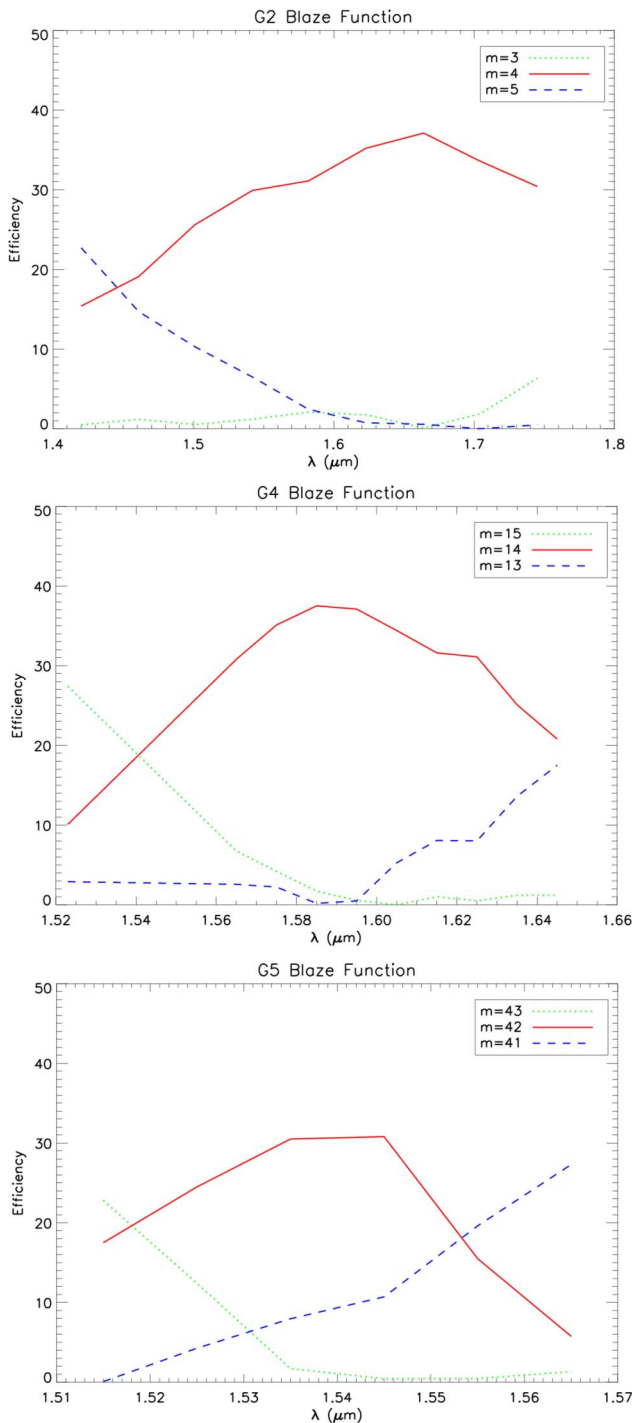 G2 Blaze Function
50
m=3
m=4
m=5
40
30
Efficiency
20
10
0
1.4 1.5 1.6 1.7 1.8
λ (μm)
G4 Blaze Function
50
m=15
m=14
m=13
40
30
Efficiency
20
10
0
1.52 1.54 1.56 1.58 1.60 1.62 1.64 1.66
λ (μm)
G5 Blaze Function
50
m=43
m=42
m=41
40
30
Efficiency
20
10
0
1.51 1.52 1.53 1.54 1.55 1.56 1.57
λ (μm)